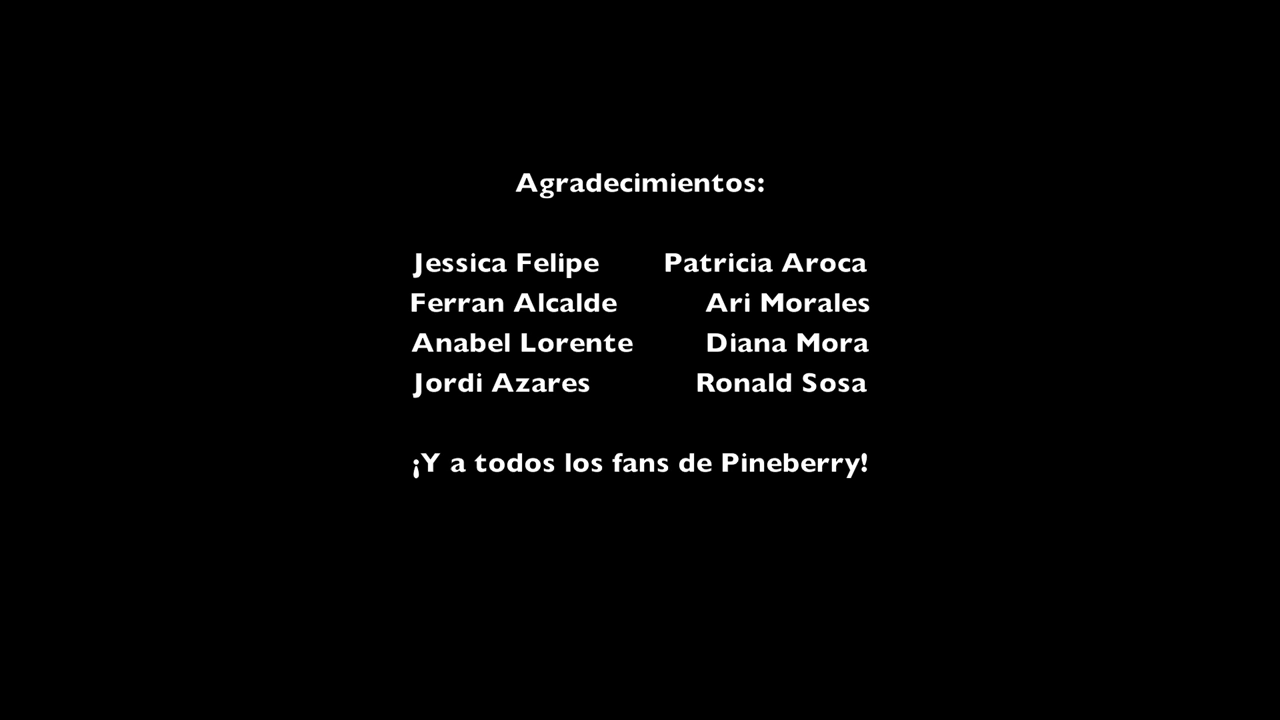 Agradecimientos:
Jessica Felipe Patricia Aroca
Ferran Alcalde Ari Morales
Anabel Lorente Diana Mora
Jordi Azares Ronald Sosa
¡Y a todos los fans de Pineberry!